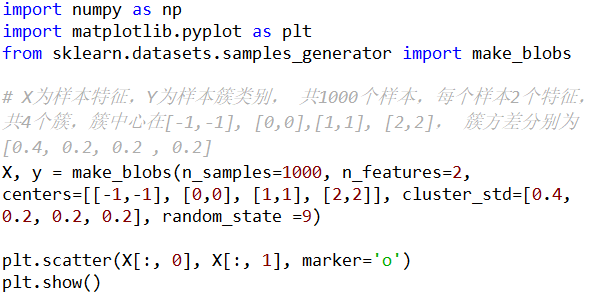 import numpy as np
import matplotlib.pyplot as plt
from sklearn.datasets.samples_generator import make_blobs
# X为样本特征，Y为样本簇类别， 共1000个样本，每个样本2个特征，
共4个簇，簇中心在[-1,-1], [0,0],[1,1], [2,2]， 簇方差分别为
[0.4, 0.2, 0.2 , 0.2]
X, y = make_blobs(n_samples=1000, n_features=2,
centers=[[-1,-1], [0,0], [1,1], [2,2]], cluster_std=[0.4,
0.2, 0.2, 0.2], random_state =9)
plt.scatter(X[:, 0], X[:, 1], marker='o')
plt.show()